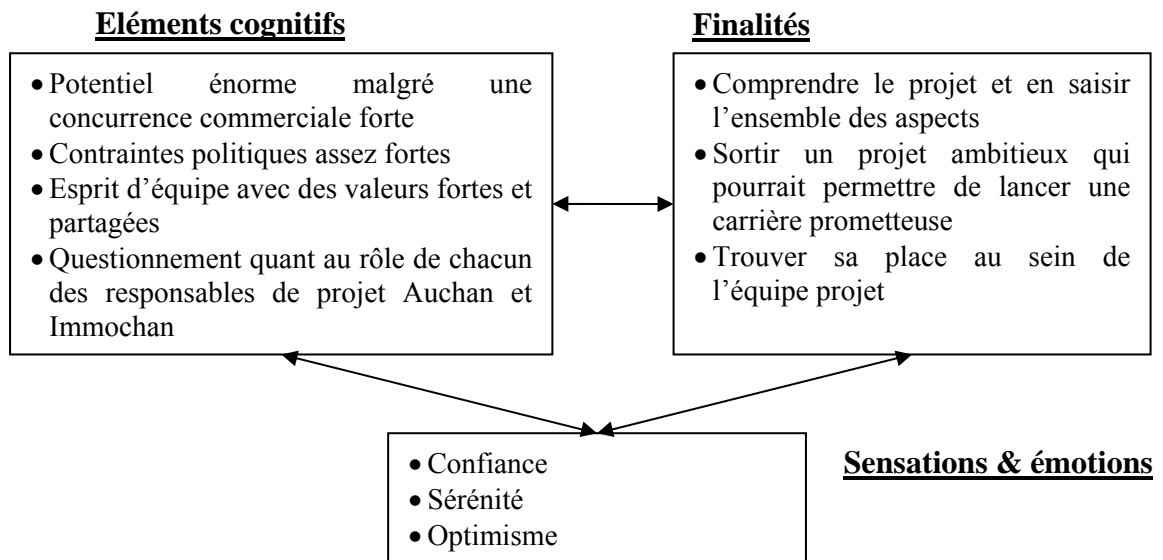 Eléments cognitifs
• Potentiel énorme malgré une
concurrence commerciale forte
• Contraintes politiques assez fortes
• Esprit d’équipe avec des valeurs fortes et
partagées
• Questionnement quant au rôle de chacun
des responsables de projet Auchan et
Immochan
Finalités
• Comprendre le projet et en saisir
l’ensemble des aspects
• Sortir un projet ambitieux qui
pourrait permettre de lancer une
carrière prometteuse
• Trouver sa place au sein de
l’équipe projet
• Confiance
• Sérénité
• Optimisme
Sensations & émotions